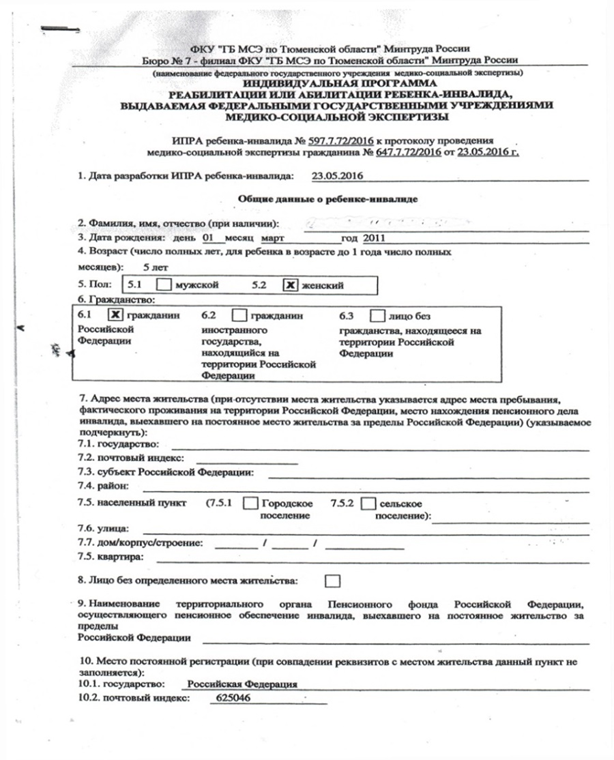 ФКУ "ГБ МСЭ по Тюменской области" Минтруда России
Бюро № 7 - филиал ФКУ "ГБ МСЭ по Тюменской области" Минтруда России
(наименование федерального государственного учреждения медико-социальной экспертизы)
ИНДИВИДУАЛЬНАЯ ПРОГРАММА
РЕАБИЛИТАЦИИ ИЛИ АБИЛИТАЦИИ РЕБЕНКА-ИНВАЛИДА,
ВЫДАВАЕМАЯ ФЕДЕРАЛЬНЫМИ ГОСУДАРСТВЕННЫМИ УЧРЕЖДЕНИЯМИ
МЕДИКО-СОЦИАЛЬНОЙ ЭКСПЕРТИЗЫ
ИПРА ребенка-инвалида № 597.7.72/2016 к протоколу проведения
медико-социальной экспертизы гражданина № 647.7.72/2016 от 23.05.2016 г.
1. Дата разработки ИПРА ребенка-инвалида: 23.05.2016
Общие данные о ребенке-инвалиде
2. Фамилия, имя, отчество (при наличии):
3. Дата рождения: день 01 месяц март год 2011
4. Возраст (число полных лет, для ребенка в возрасте до 1 года число полных
месяцев): 5 лет
5. Пол: 5.1 мужской 5.2 X женский
6. Гражданство:
6.1 X гражданин 6.2 гражданин 6.3 лицо без
Российской иностранного гражданства, находящееся на
Федерации государства, территории Российской
находящийся на Федерации
территории Российской
Федерации
7. Адрес места жительства (при отсутствии места жительства указывается адрес места пребывания,
фактического проживания на территории Российской Федерации, место нахождения пенсионного дела
инвалида, выехавшего на постоянное место жительства за пределы Российской Федерации) (указываемое
подчеркнуть):
7.1. государство:
7.2. почтовый индекс:
7.3. субъект Российской Федерации:
7.4. район:
7.5. населенный пункт (7.5.1 Городское 7.5.2 сельское
поселение поселение):
7.6. улица:
7.7. дом/корпус/строение: / /
7.5. квартира:
8. Лицо без определенного места жительства:
9. Наименование территориального органа Пенсионного фонда Российской Федерации,
осуществляющего пенсионное обеспечение инвалида, выехавшего на постоянное жительство за
пределы
Российской Федерации
10. Место постоянной регистрации (при совпадении реквизитов с местом жительства данный пункт не
заполняется):
10.1. государство: Российская Федерация
10.2. почтовый индекс: 625046